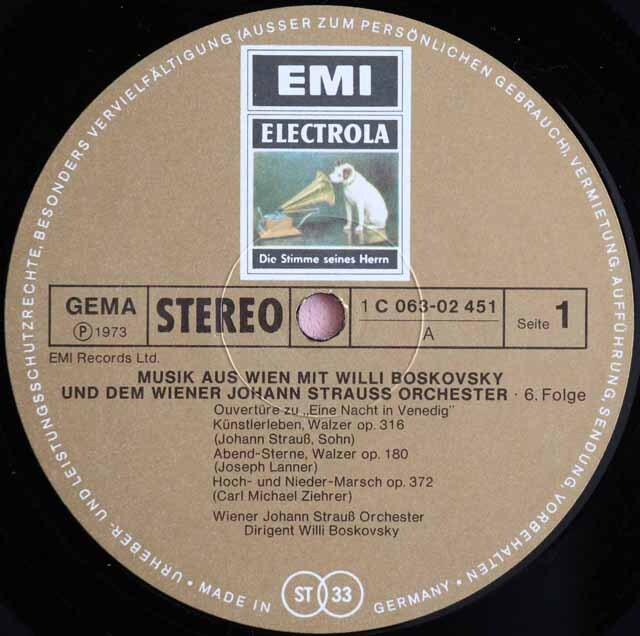 URHEBER- UND LEISTUNGSSCHUTZRECHTE, BESONDERS VERVIELFÄLTIGUNG (AUSSER ZUM PERSÖNLICHEN GEBRAUCH), VERMIETUNG, AUFFÜHRUNG, SENDUNG VORBEHALTEN
EMI
ELECTROLA
Die Stimme seines Herrn
GEMA
Ⓟ 1973
STEREO
1 C 063-02 451
A
Seite 1
EMI Records Ltd.
MUSIK AUS WIEN MIT WILLI BOSKOVSKY
UND DEM WIENER JOHANN STRAUSS ORCHESTER · 6. Folge
Ouvertüre zu „Eine Nacht in Venedig"
Künstlerleben, Walzer op. 316
(Johann Strauß, Sohn)
Abend-Sterne, Walzer op. 180
(Joseph Lanner)
Hoch- und Nieder-Marsch op. 372
(Carl Michael Ziehrer)
Wiener Johann Strauß Orchester
Dirigent Willi Boskovsky
· MADE IN GERMANY ·
ST 33